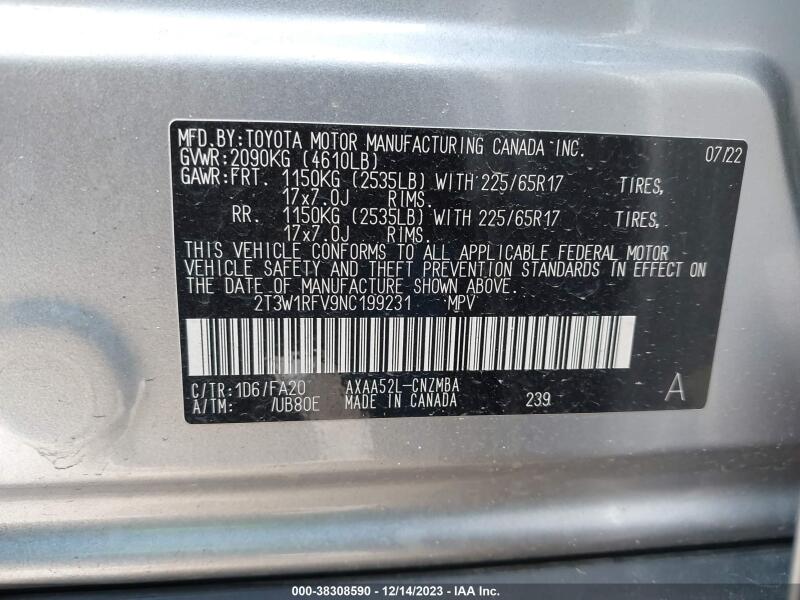 MFD.BY:TOYOTA MOTOR MANUFACTURING CANADA INC. 07/22
GVWR:2090KG (4610LB)
GAWR:FRT. 1150KG (2535LB) WITH 225/65R17 TIRES,
17x7.0J RIMS.
RR. 1150KG (2535LB) WITH 225/65R17 TIRES,
17x7.0J RIMS.
THIS VEHICLE CONFORMS TO ALL APPLICABLE FEDERAL MOTOR
VEHICLE SAFETY AND THEFT PREVENTION STANDARDS IN EFFECT ON
THE DATE OF MANUFACTURE SHOWN ABOVE.
2T3W1RFV9NC199231 MPV
C/TR:1D6/FA20 AXAA52L-CNZMBA A
A/TM: /UB80E MADE IN CANADA 239
000-38308590 - 12/14/2023 - IAA Inc.